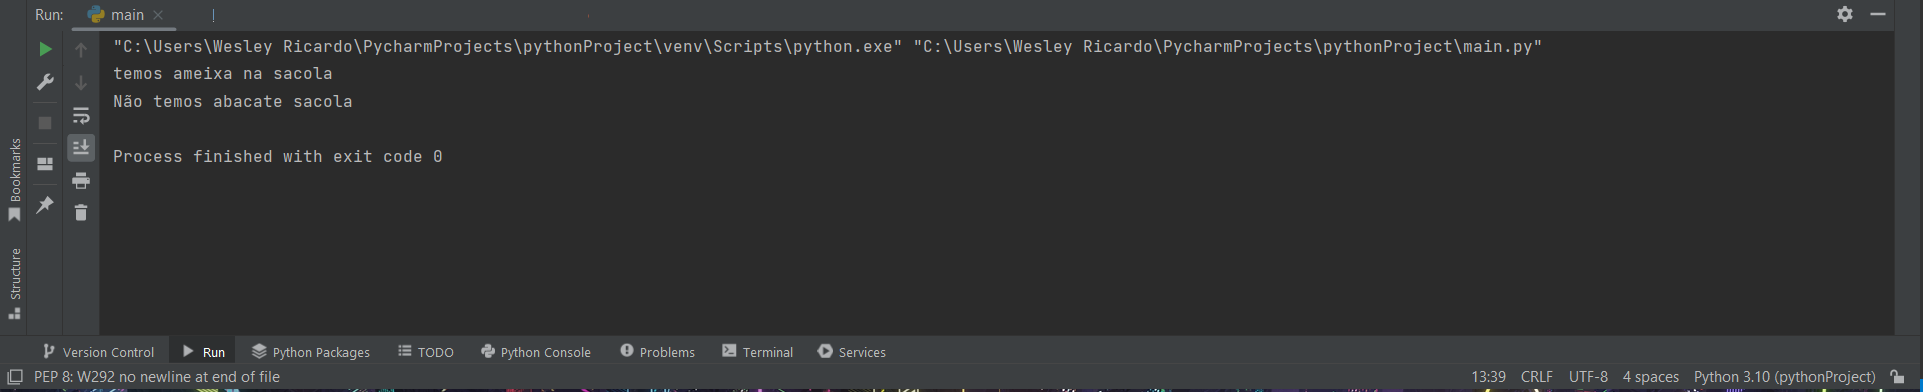 Run: main
"C:\Users\Wesley Ricardo\PycharmProjects\pythonProject\venv\Scripts\python.exe" "C:\Users\Wesley Ricardo\PycharmProjects\pythonProject\main.py"
temos ameixa na sacola
Não temos abacate sacola
Process finished with exit code 0
Bookmarks
Structure
Version Control Run Python Packages TODO Python Console Problems Terminal Services
PEP 8: W292 no newline at end of file 13:39 CRLF UTF-8 4 spaces Python 3.10 (pythonProject)